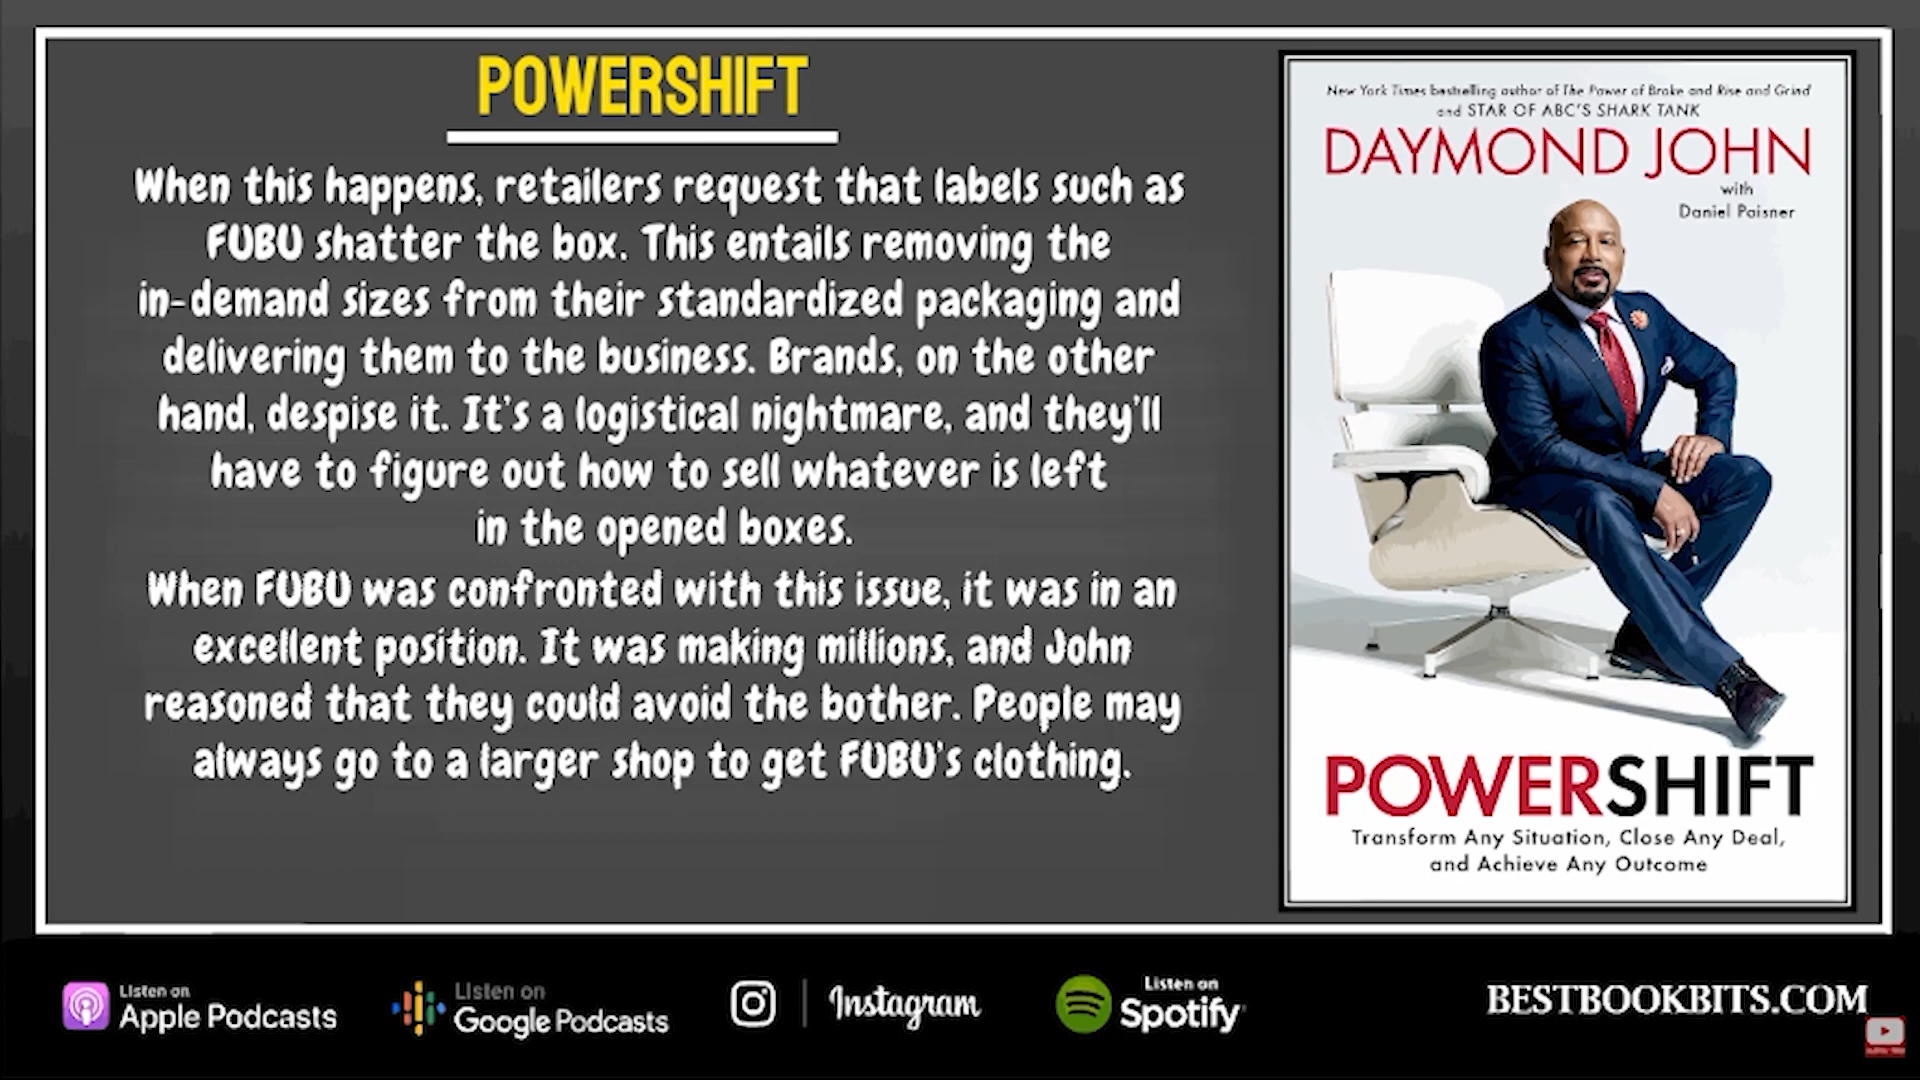 POWERSHIFT
When this happens, retailers request that labels such as
FUBU shatter the box. This entails removing the
in-demand sizes from their standardized packaging and
delivering them to the business. Brands, on the other
hand, despise it. It's a logistical nightmare, and they'll
have to figure out how to sell whatever is left
in the opened boxes.
When FUBU was confronted with this issue, it was in an
excellent position. It was making millions, and John
reasoned that they could avoid the bother. People may
always go to a larger shop to get FUBU's clothing.
New York Times bestselling author of The Power of Broke and Rise and Grind
and STAR OF ABC'S SHARK TANK
DAYMOND JOHN
with
Daniel Paisner
POWERSHIFT
Transform Any Situation, Close Any Deal,
and Achieve Any Outcome
Listen on
Apple Podcasts
Listen on
Google Podcasts
Instagram
Listen on
Spotify
BESTBOOKBITS.COM